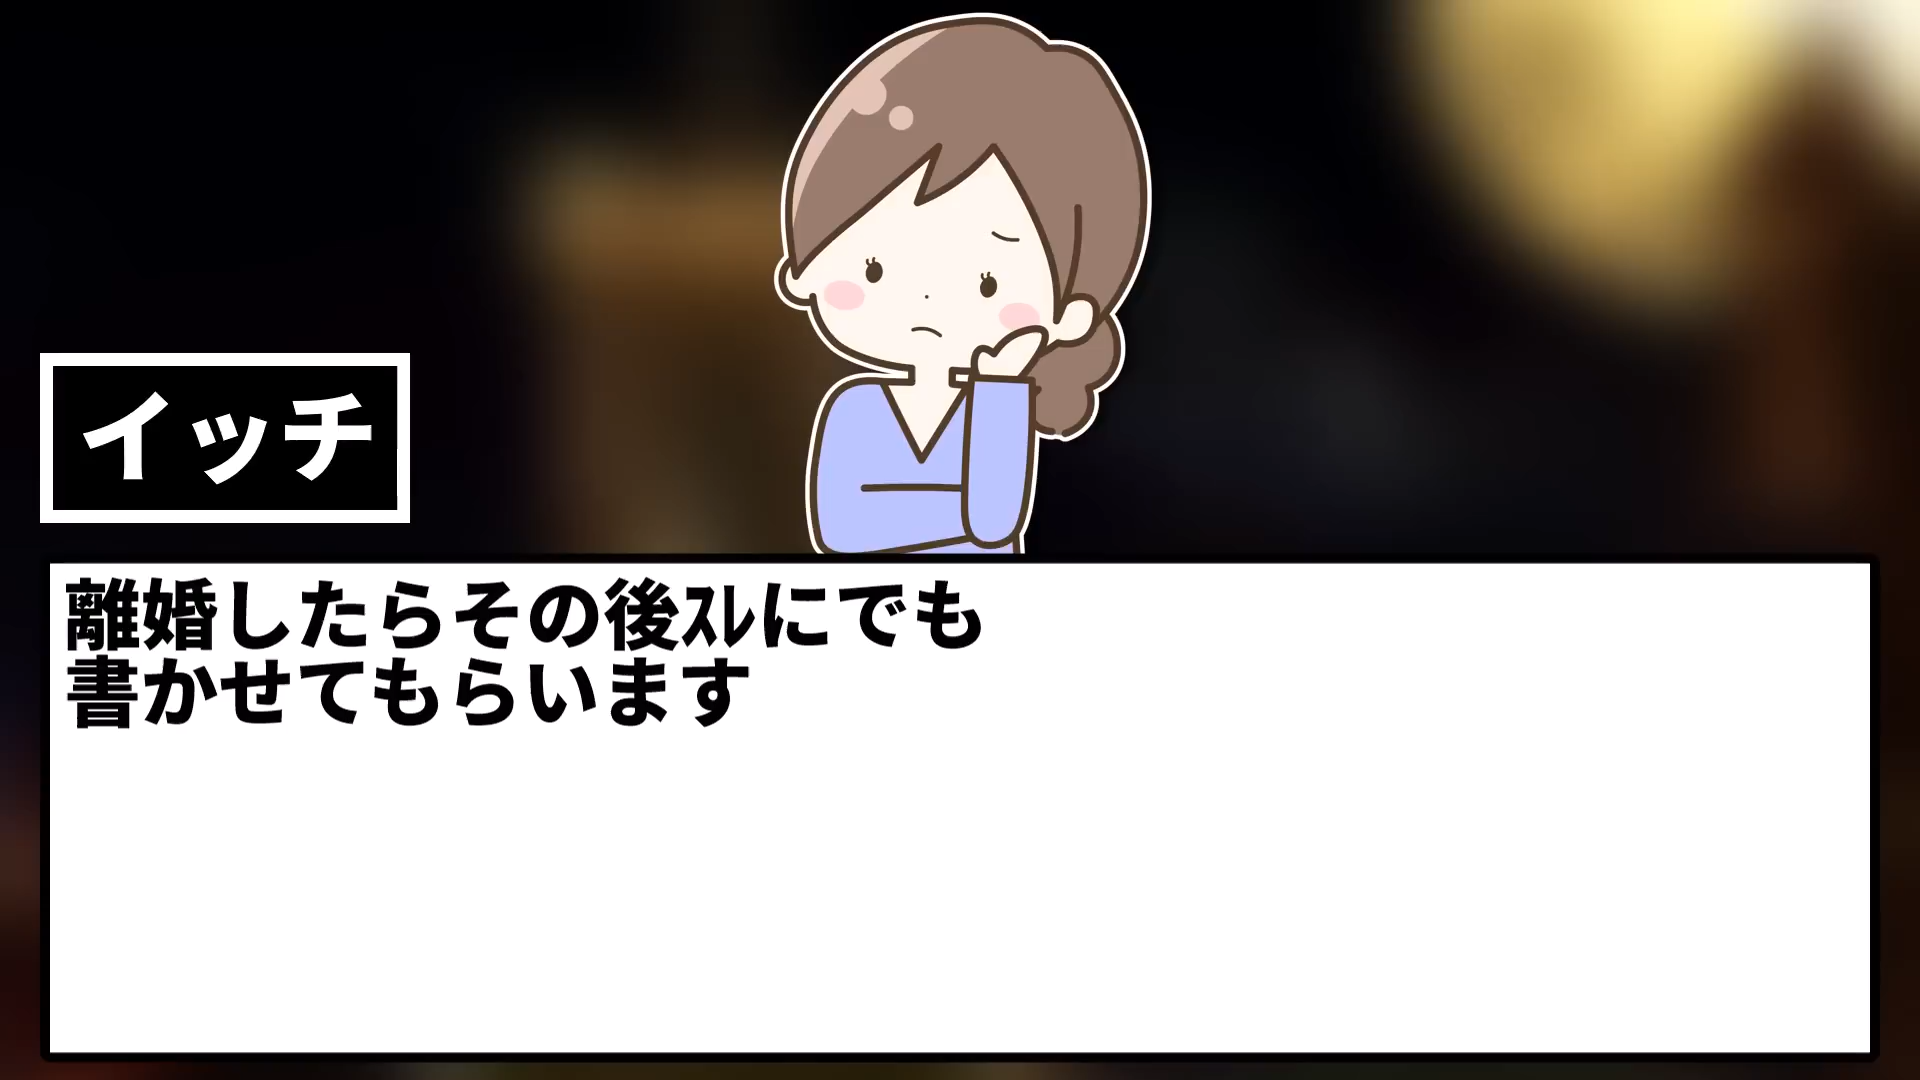 イッチ
離婚したらその後ｽﾚにでも
書かせてもらいます